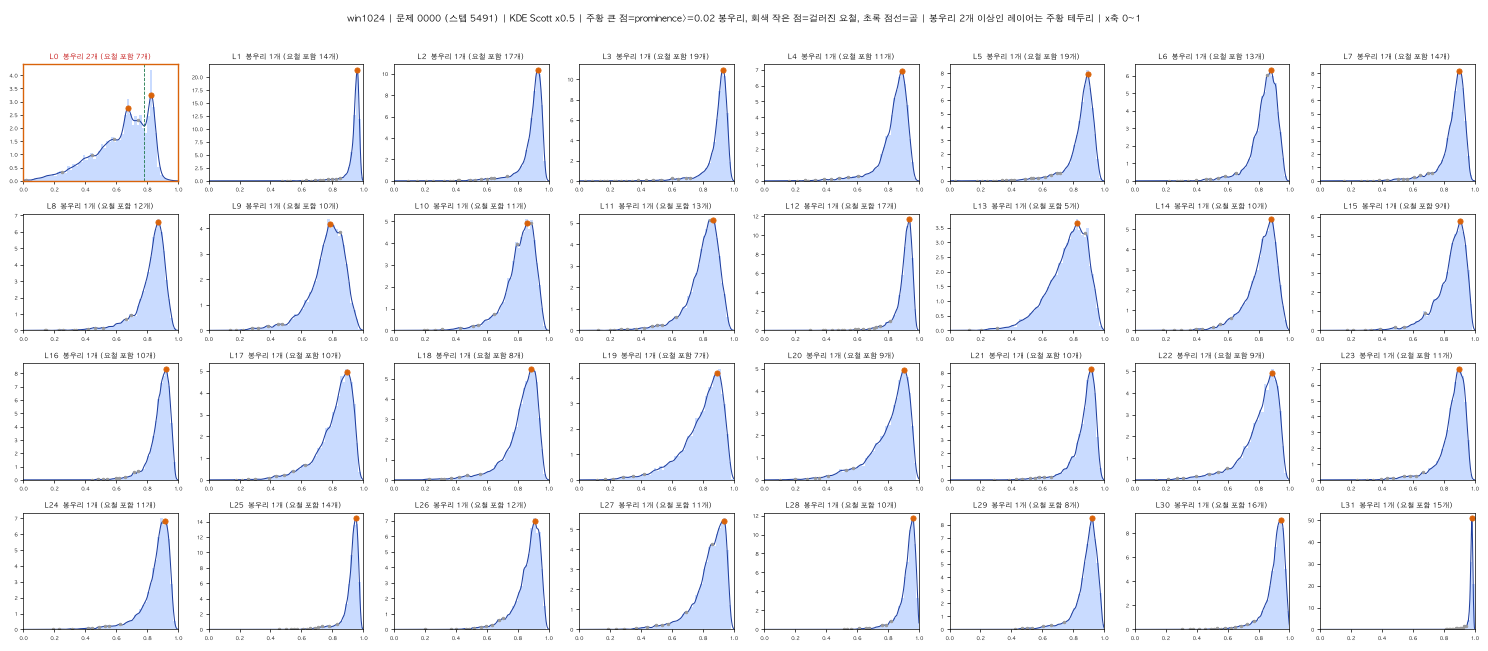 win1024 | 문제 0000 (스텝 5491) | KDE Scott x0.5 | 주황 큰 점=prominence>=0.02 봉우리, 회색 작은 점=걸러진 요철, 초록 점선=골 | 봉우리 2개 이상인 레이어는 주황 테두리 | x축 0~1
L0 봉우리 2개 (요철 포함 7개)
L1 봉우리 1개 (요철 포함 14개)
L2 봉우리 1개 (요철 포함 17개)
L3 봉우리 1개 (요철 포함 19개)
L4 봉우리 1개 (요철 포함 11개)
L5 봉우리 1개 (요철 포함 19개)
L6 봉우리 1개 (요철 포함 13개)
L7 봉우리 1개 (요철 포함 14개)
L8 봉우리 1개 (요철 포함 12개)
L9 봉우리 1개 (요철 포함 10개)
L10 봉우리 1개 (요철 포함 11개)
L11 봉우리 1개 (요철 포함 13개)
L12 봉우리 1개 (요철 포함 17개)
L13 봉우리 1개 (요철 포함 5개)
L14 봉우리 1개 (요철 포함 10개)
L15 봉우리 1개 (요철 포함 9개)
L16 봉우리 1개 (요철 포함 10개)
L17 봉우리 1개 (요철 포함 10개)
L18 봉우리 1개 (요철 포함 8개)
L19 봉우리 1개 (요철 포함 7개)
L20 봉우리 1개 (요철 포함 9개)
L21 봉우리 1개 (요철 포함 10개)
L22 봉우리 1개 (요철 포함 9개)
L23 봉우리 1개 (요철 포함 11개)
L24 봉우리 1개 (요철 포함 11개)
L25 봉우리 1개 (요철 포함 14개)
L26 봉우리 1개 (요철 포함 12개)
L27 봉우리 1개 (요철 포함 11개)
L28 봉우리 1개 (요철 포함 10개)
L29 봉우리 1개 (요철 포함 8개)
L30 봉우리 1개 (요철 포함 16개)
L31 봉우리 1개 (요철 포함 15개)